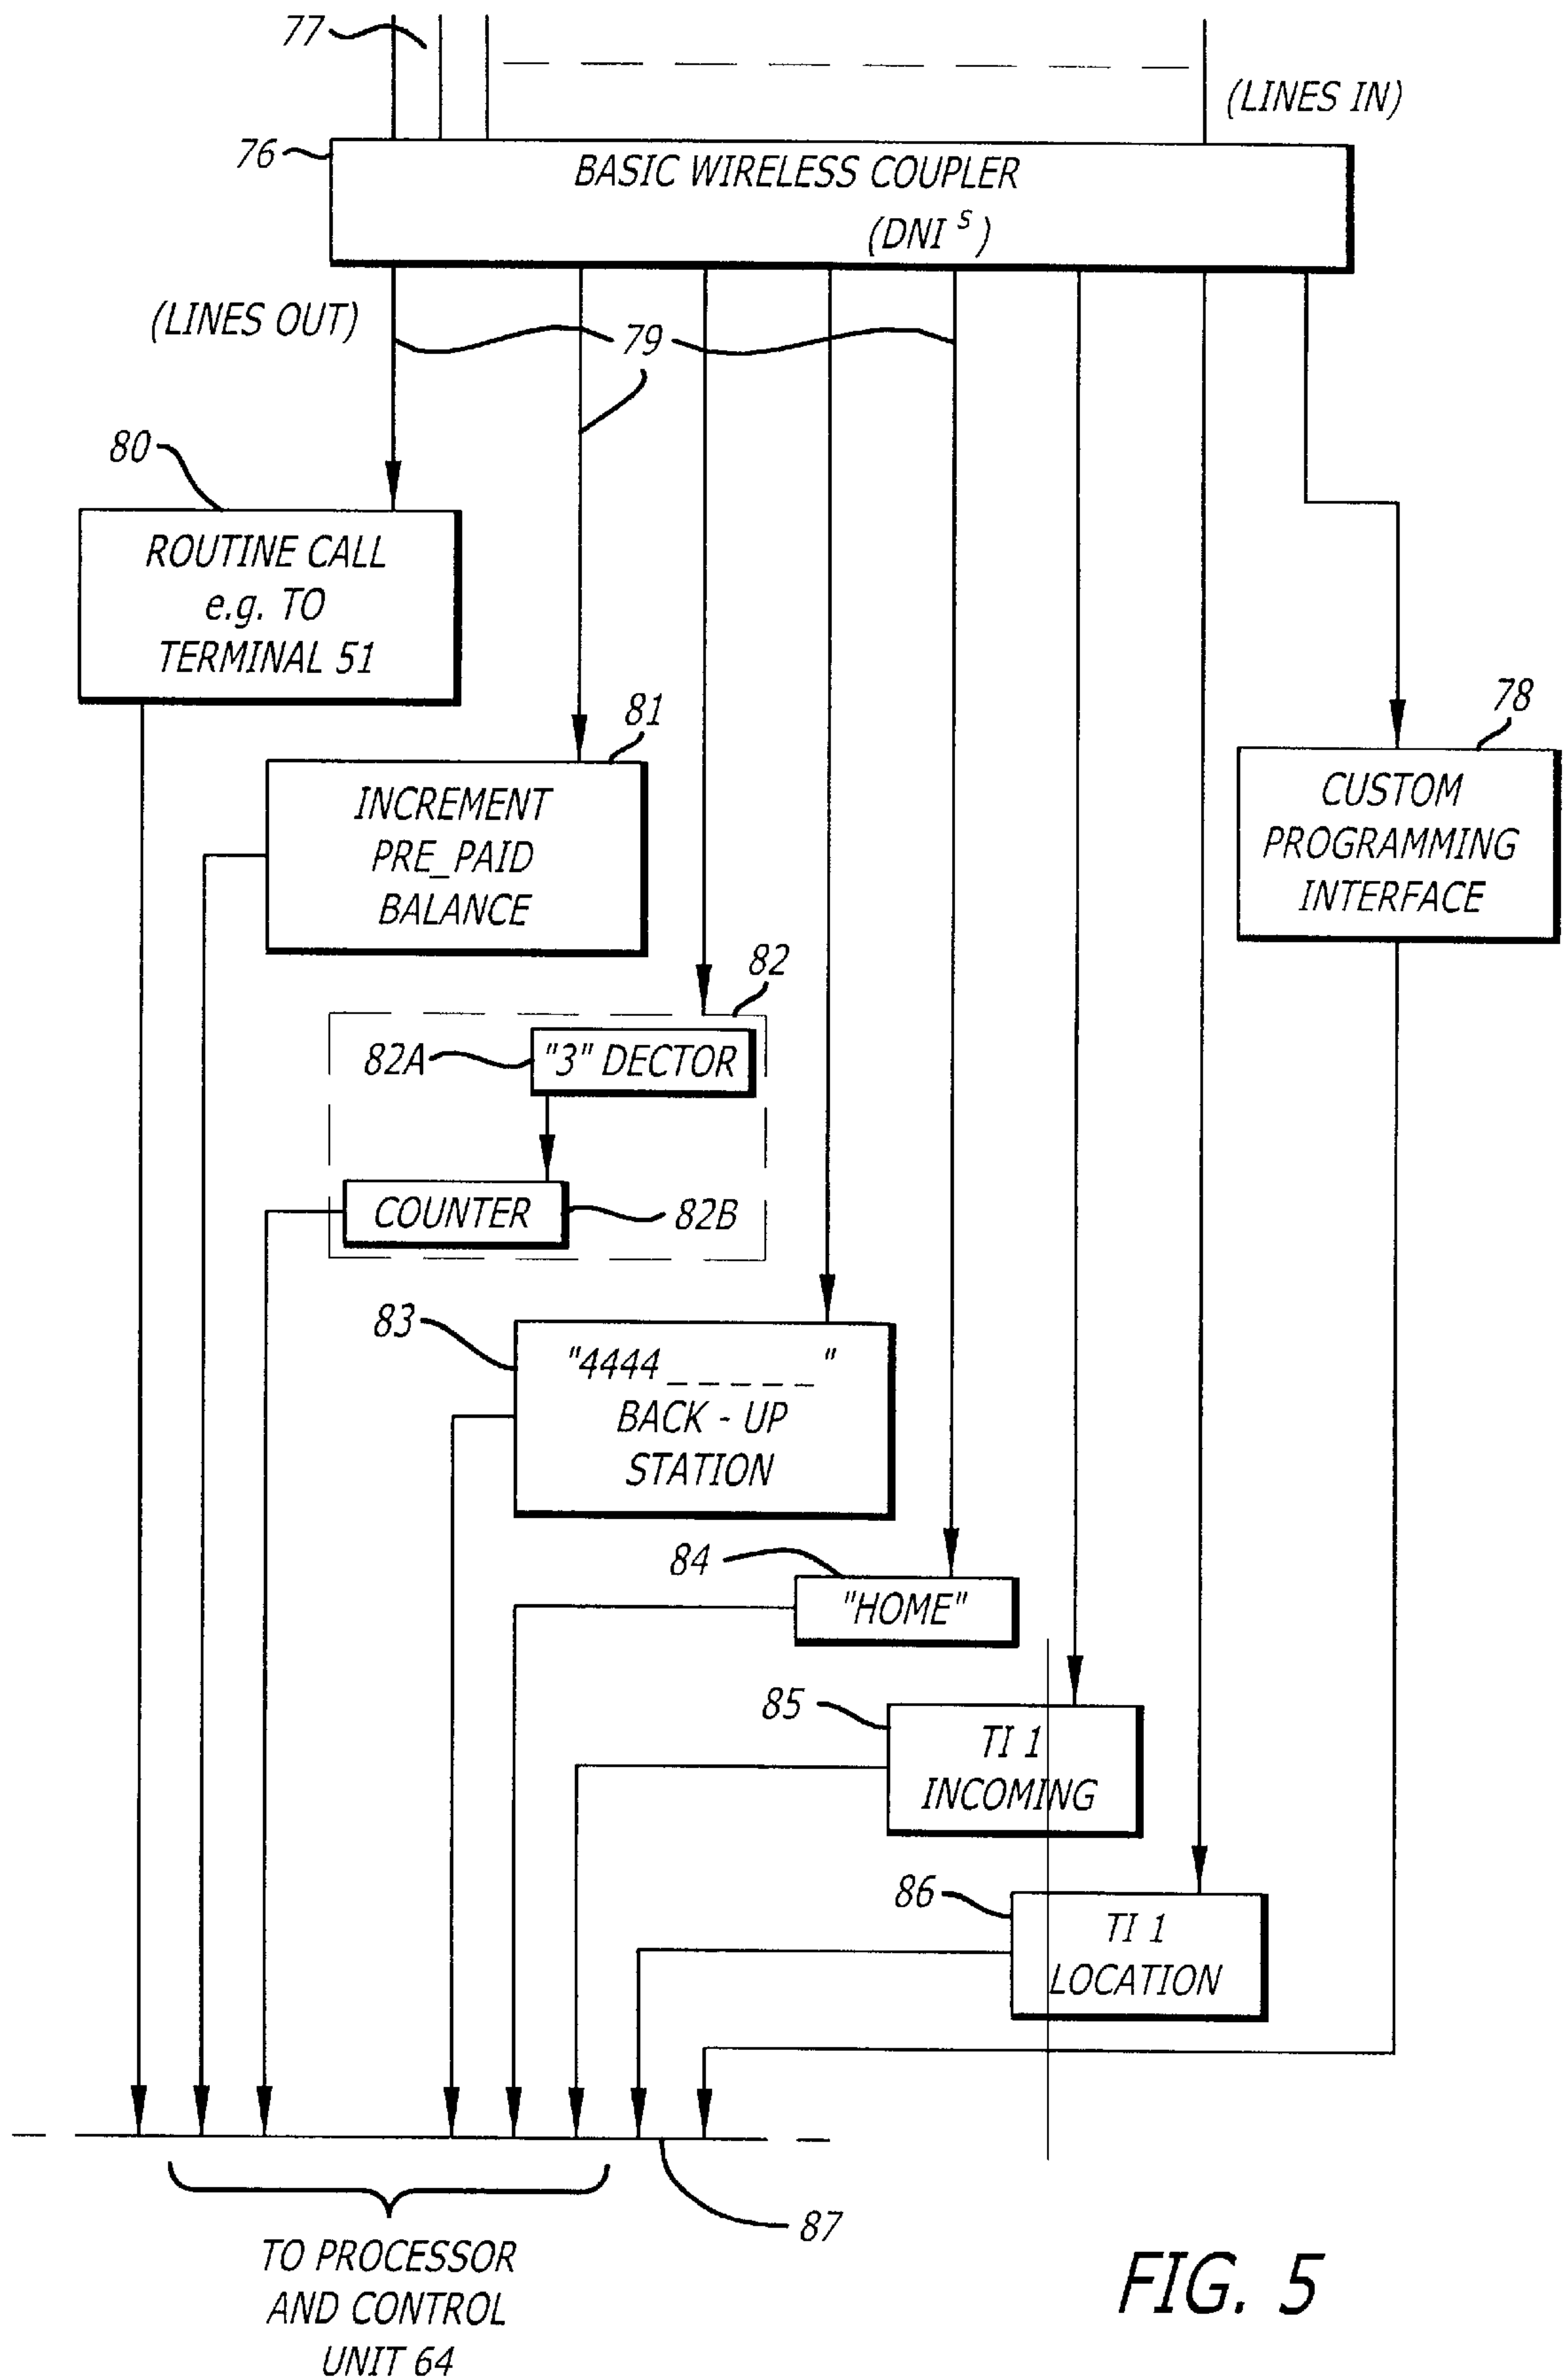 77
(LINES IN)
76
BASIC WIRELESS COUPLER
(DNI S)
(LINES OUT)
79
80
ROUTINE CALL
e.g. TO
TERMINAL 51
81
INCREMENT
PRE_PAID
BALANCE
78
CUSTOM
PROGRAMMING
INTERFACE
82
82A
"3" DECTOR
COUNTER
82B
83
"4444_ _ _ _ _"
BACK - UP
STATION
84
"HOME"
85
TI 1
INCOMING
86
TI 1
LOCATION
87
TO PROCESSOR
AND CONTROL
UNIT 64
FIG. 5